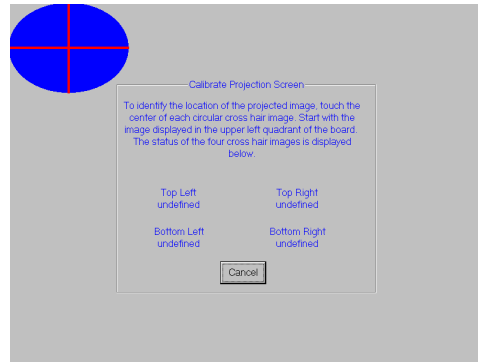 Calibrate Projection Screen
To identify the location of the projected image, touch the
center of each circular cross hair image. Start with the
image displayed in the upper left quadrant of the board.
The status of the four cross hair images is displayed
below.
Top Left Top Right
undefined undefined
Bottom Left Bottom Right
undefined undefined
Cancel